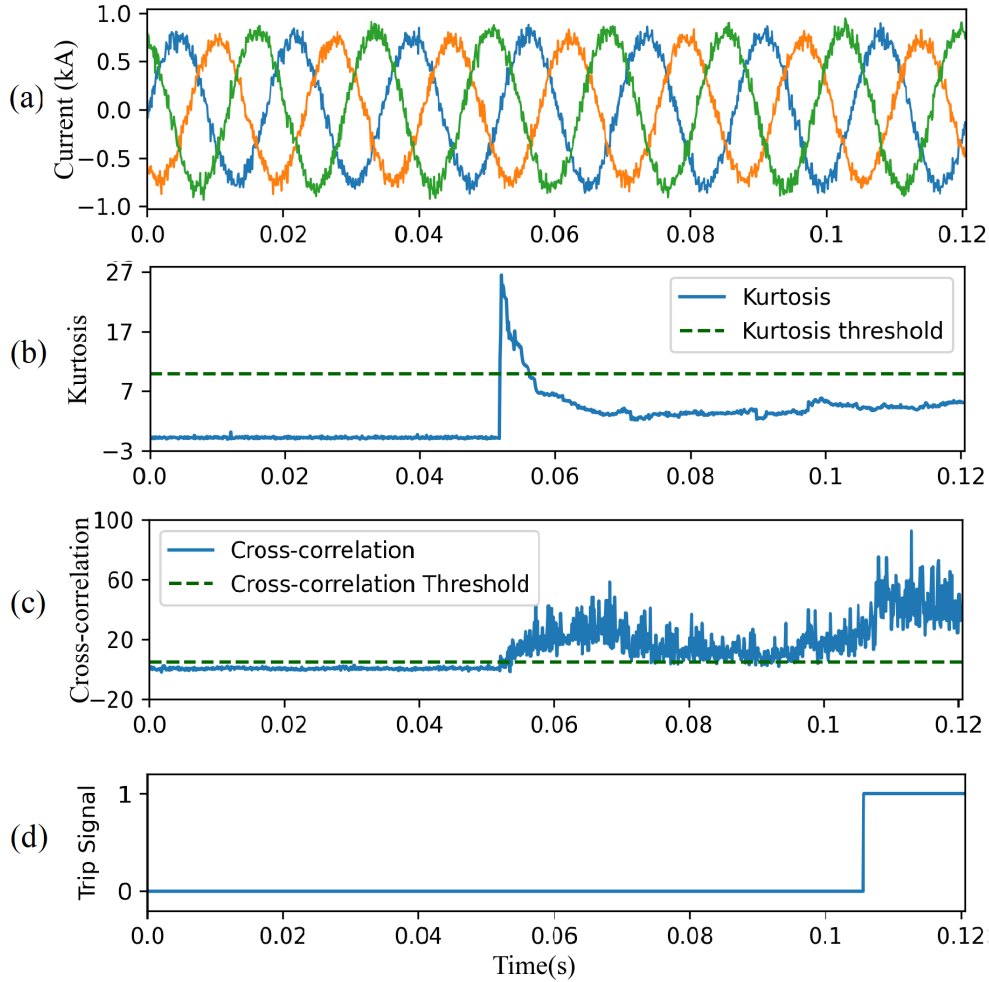 (a)
Current (kA)
1.0
0.5
0.0
−0.5
−1.0
0.0 0.02 0.04 0.06 0.08 0.1 0.12
(b)
Kurtosis
27
17
7
−3
Kurtosis
Kurtosis threshold
0.0 0.02 0.04 0.06 0.08 0.1 0.12
(c)
Cross-correlation
100
60
20
−20
Cross-correlation
Cross-correlation Threshold
0.0 0.02 0.04 0.06 0.08 0.1 0.12
(d)
Trip Signal
1
0
0.0 0.02 0.04 0.06 0.08 0.1 0.12
Time(s)